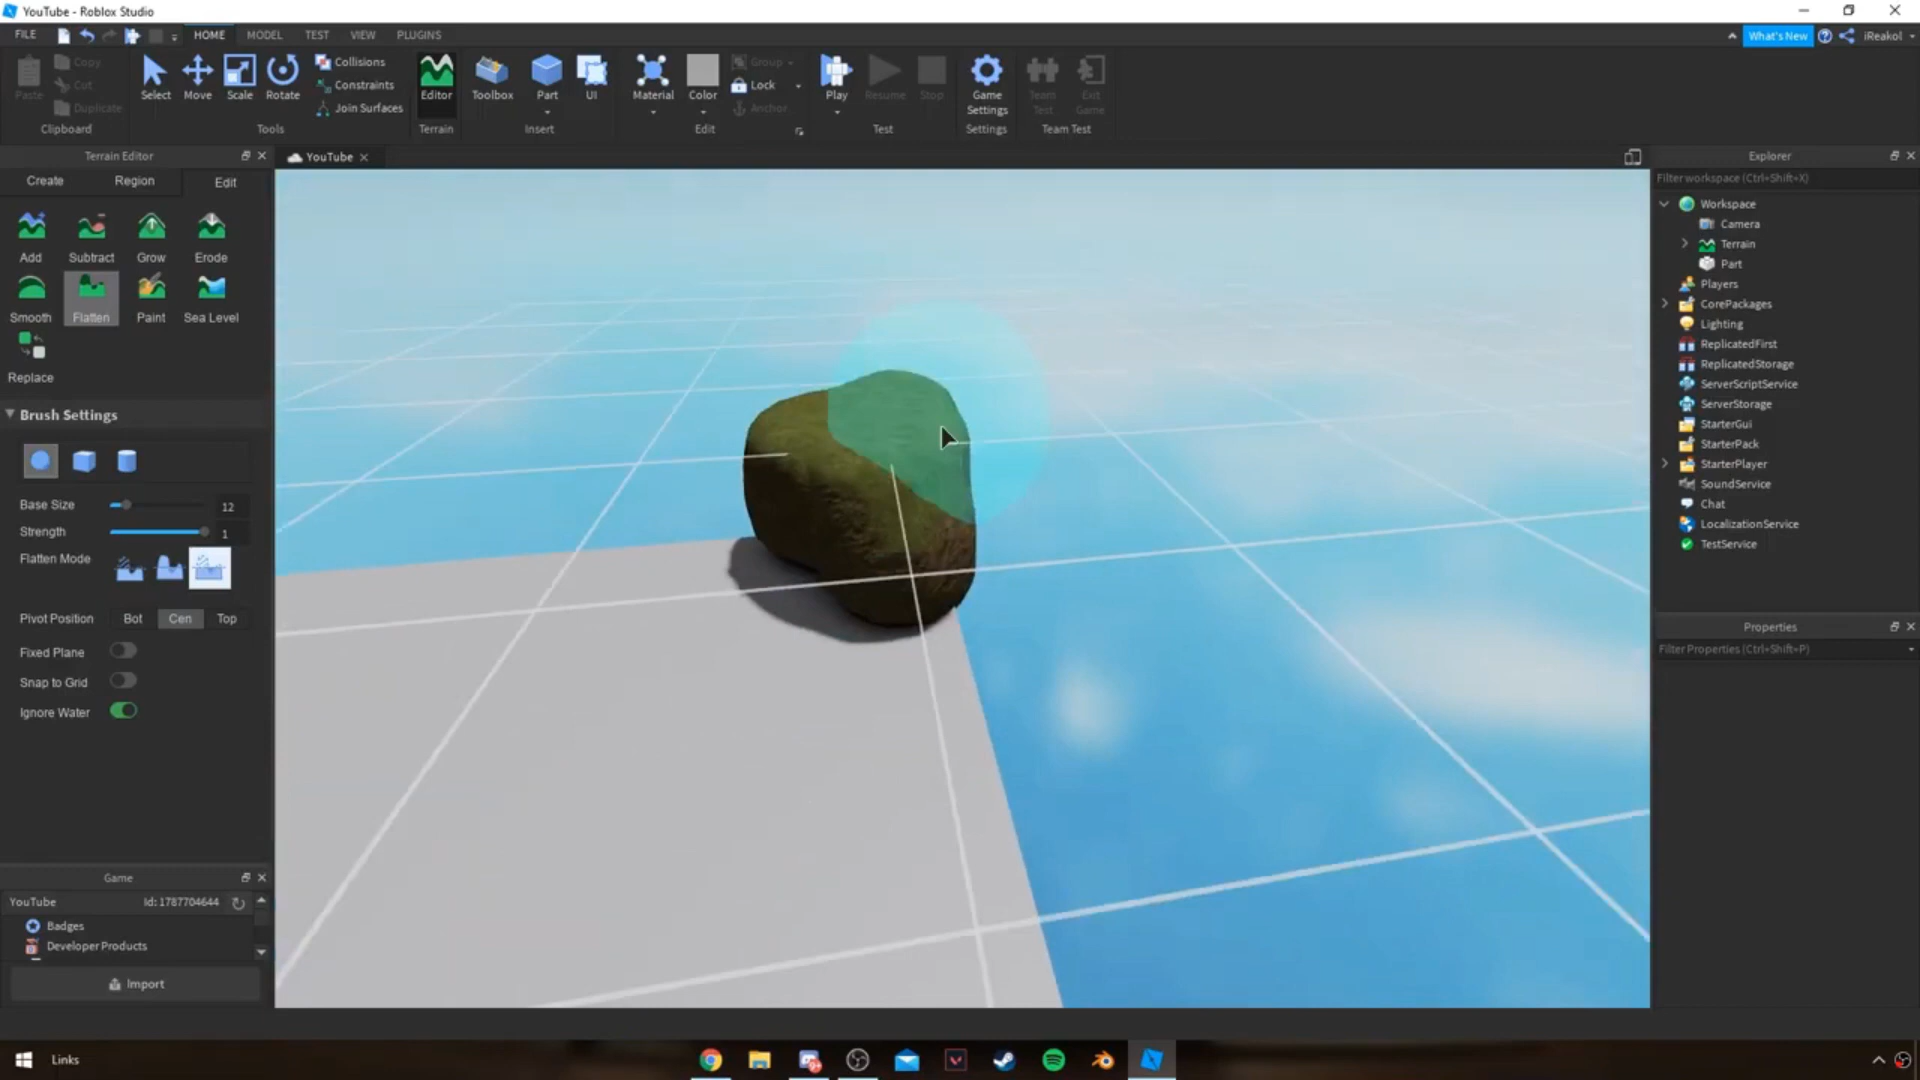 YouTube - Roblox Studio
FILE HOME MODEL TEST VIEW PLUGINS What's New iReakol
Paste Copy Cut Duplicate
Select Move Scale Rotate Collisions Constraints Join Surfaces
Editor Toolbox Part UI Material Color Group Lock Anchor
Play Resume Stop Game Settings Team Test Exit Game
Clipboard Tools Terrain Insert Edit Test Settings Team Test
Terrain Editor
YouTube
Explorer
Create Region Edit
Filter workspace (Ctrl+Shift+X)
Add Subtract Grow Erode
Smooth Flatten Paint Sea Level
Replace
Brush Settings
Base Size 12
Strength 1
Flatten Mode
Pivot Position Bot Cen Top
Fixed Plane
Snap to Grid
Ignore Water
Workspace
Camera
Terrain
Part
Players
CorePackages
Lighting
ReplicatedFirst
ReplicatedStorage
ServerScriptService
ServerStorage
StarterGui
StarterPack
StarterPlayer
SoundService
Chat
LocalizationService
TestService
Properties
Filter Properties (Ctrl+Shift+P)
Game
YouTube Id: 1787704644
Badges
Developer Products
Import
Links